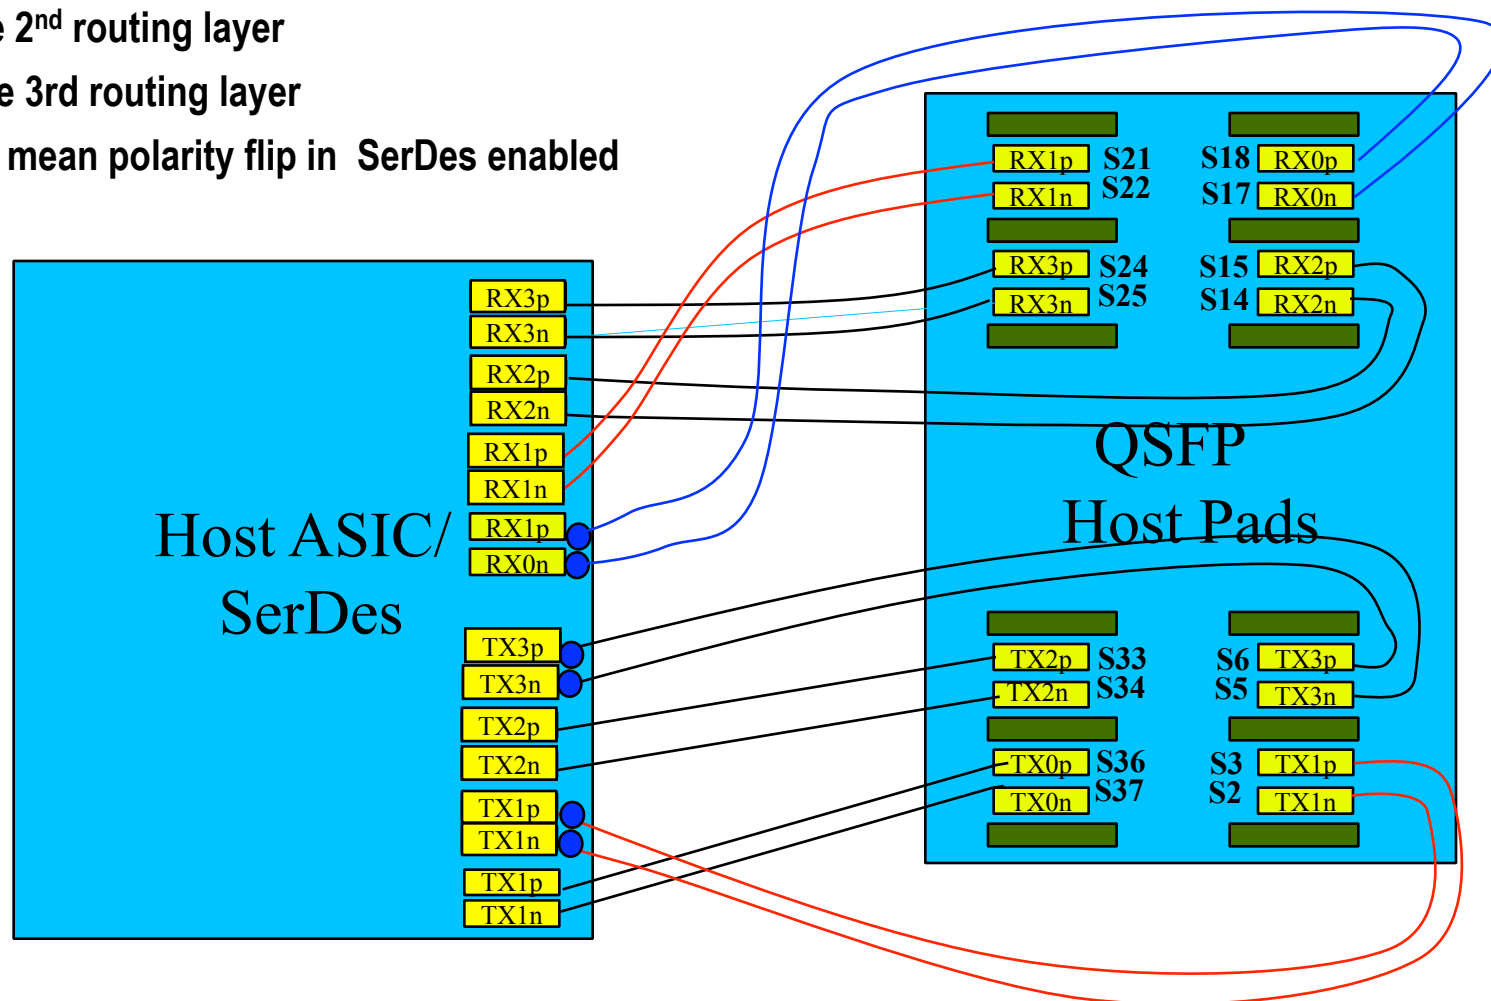 e 2nd routing layer
e 3rd routing layer
mean polarity flip in SerDes enabled
RX1p S21 S18 RX0p
RX1n S22 S17 RX0n
RX3p S24 S15 RX2p
RX3n S25 S14 RX2n
RX3p
RX3n
RX2p
RX2n
RX1p
RX1n
RX1p
RX0n
Host ASIC/
SerDes
QSFP
Host Pads
TX3p
TX3n
TX2p
TX2n
TX1p
TX1n
TX1p
TX1n
TX2p S33 S6 TX3p
TX2n S34 S5 TX3n
TX0p S36 S3 TX1p
TX0n S37 S2 TX1n